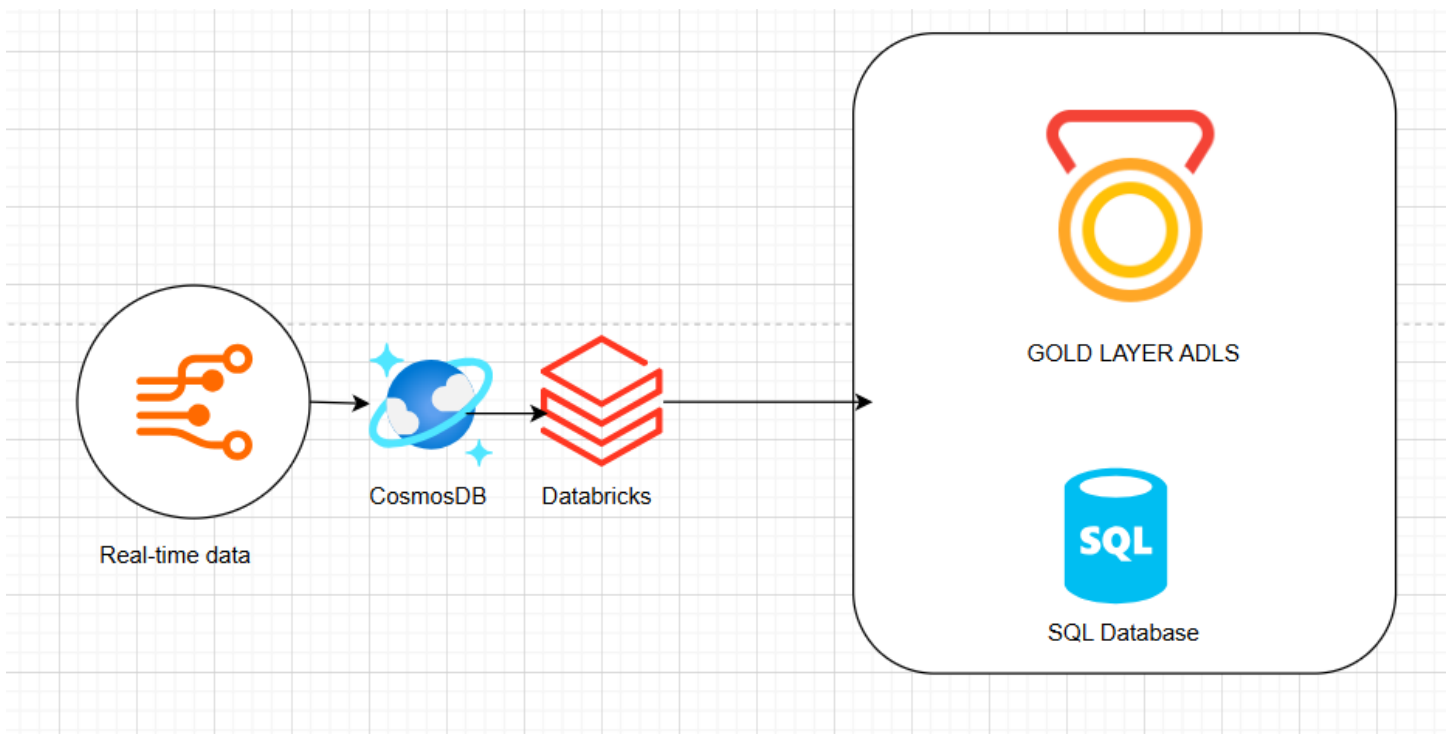 GOLD LAYER ADLS
CosmosDB
Databricks
Real-time data
SQL
SQL Database